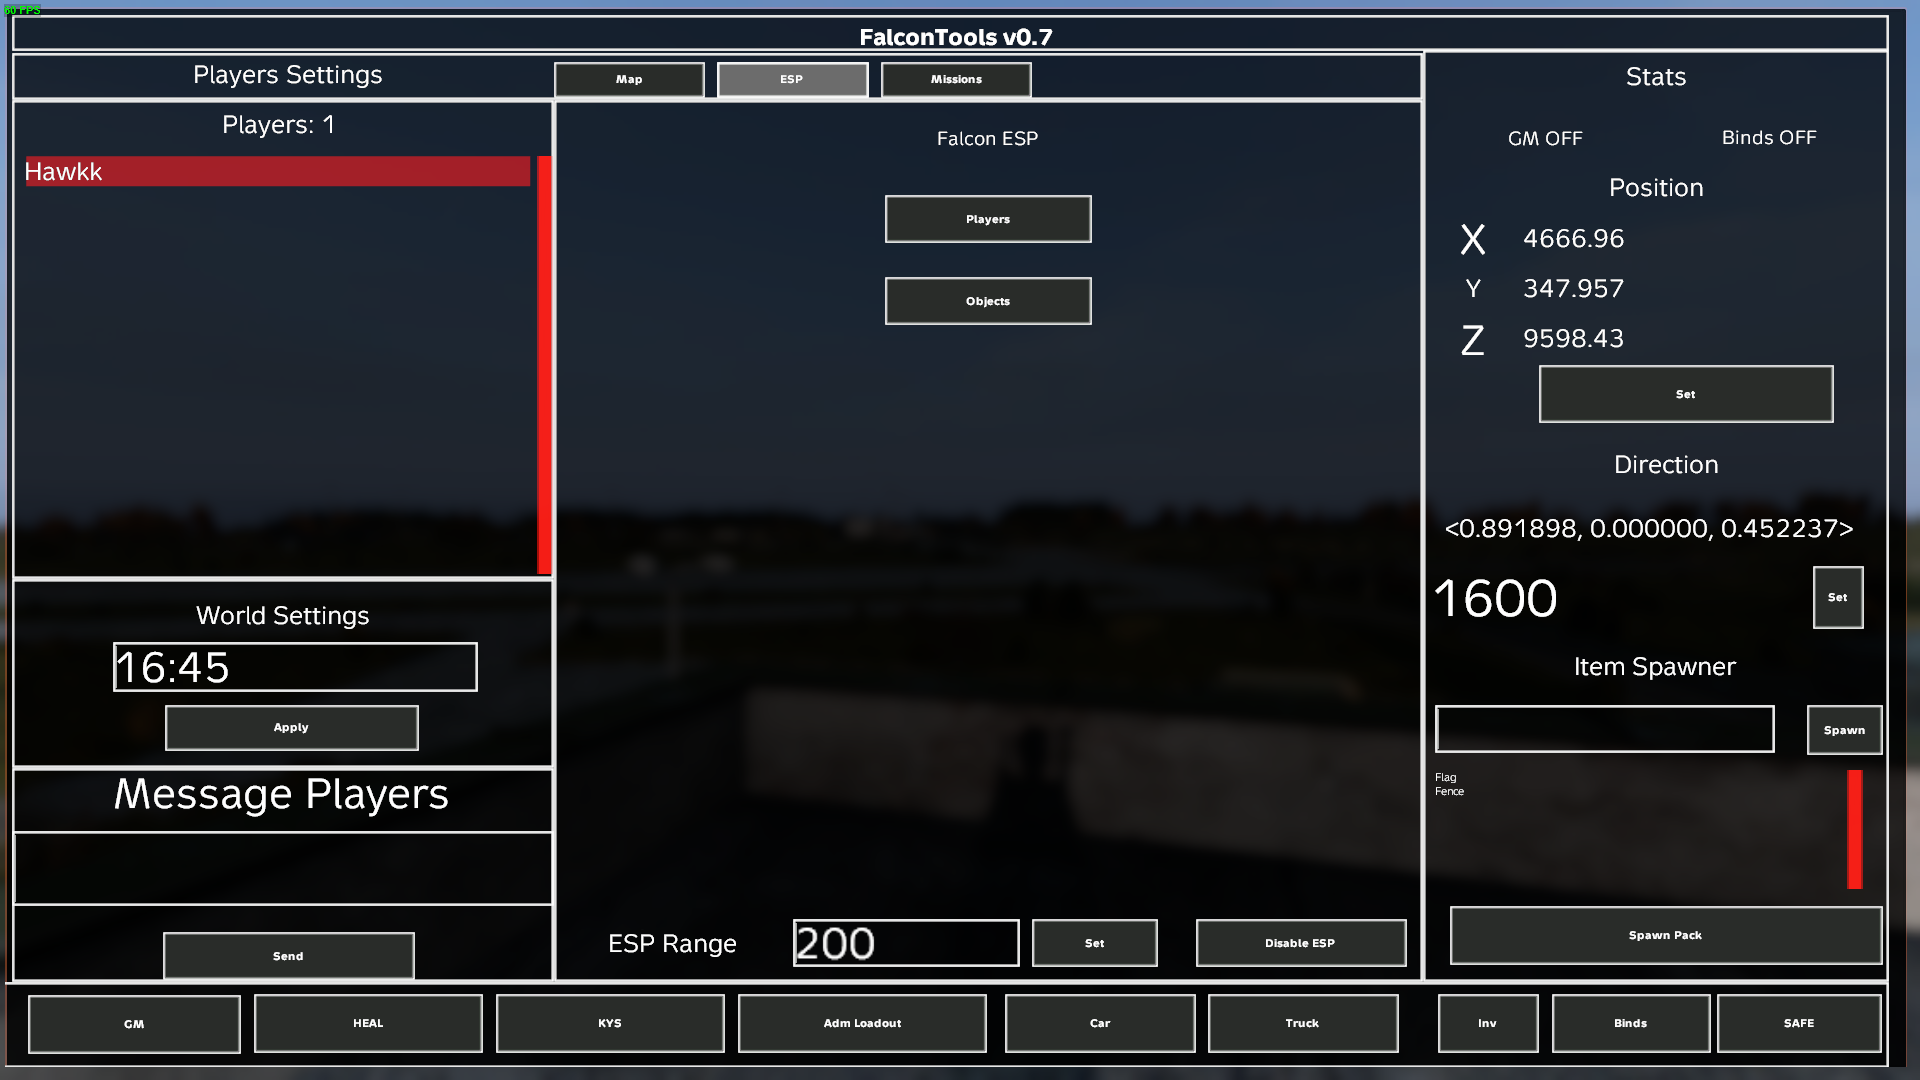 80 FPS
FalconTools v0.7
Players Settings
Map
ESP
Missions
Stats
Players: 1
Hawkk
Falcon ESP
Players
Objects
GM OFF
Binds OFF
Position
X 4666.96
Y 347.957
Z 9598.43
Set
Direction
<0.891898, 0.000000, 0.452237>
1600
Set
World Settings
16:45
Apply
Item Spawner
Spawn
Flag
Fence
Spawn Pack
Message Players
Send
ESP Range
200
Set
Disable ESP
GM
HEAL
KYS
Adm Loadout
Car
Truck
Inv
Binds
SAFE